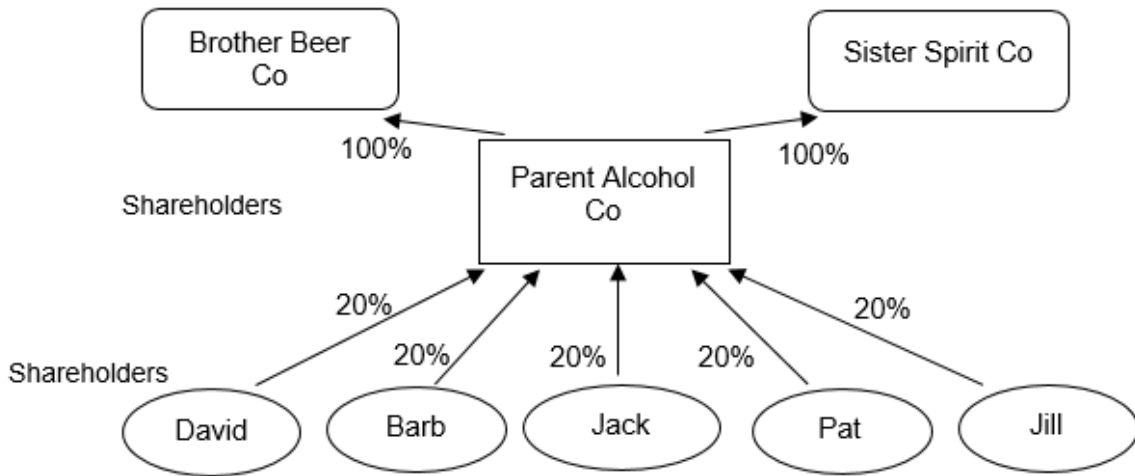 Brother Beer
Co
Sister Spirit Co
100%
100%
Parent Alcohol
Co
Shareholders
20%
20%
20%
20%
20%
Shareholders
David
Barb
Jack
Pat
Jill